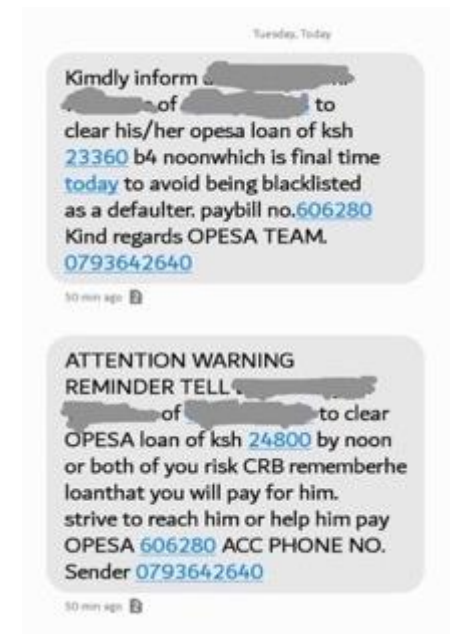 Tuesday, Today
Kimdly inform
of to
clear his/her opesa loan of ksh
23360 b4 noonwhich is final time
today to avoid being blacklisted
as a defaulter. paybill no.606280
Kind regards OPESA TEAM.
0793642640
50 min ago 2
ATTENTION WARNING
REMINDER TELL
of to clear
OPESA loan of ksh 24800 by noon
or both of you risk CRB rememberhe
loanthat you will pay for him.
strive to reach him or help him pay
OPESA 606280 ACC PHONE NO.
Sender 0793642640
50 min ago 2